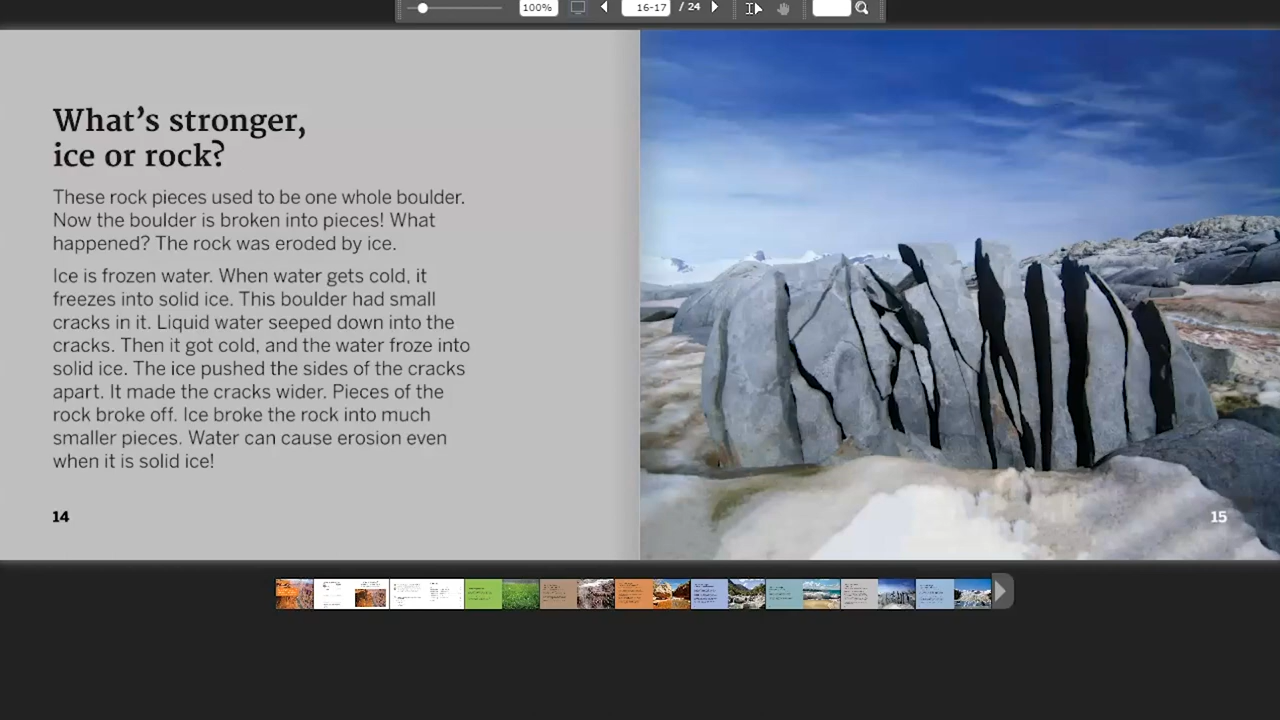 100%
16-17 / 24
What's stronger,
ice or rock?
These rock pieces used to be one whole boulder.
Now the boulder is broken into pieces! What
happened? The rock was eroded by ice.
Ice is frozen water. When water gets cold, it
freezes into solid ice. This boulder had small
cracks in it. Liquid water seeped down into the
cracks. Then it got cold, and the water froze into
solid ice. The ice pushed the sides of the cracks
apart. It made the cracks wider. Pieces of the
rock broke off. Ice broke the rock into much
smaller pieces. Water can cause erosion even
when it is solid ice!
14
15